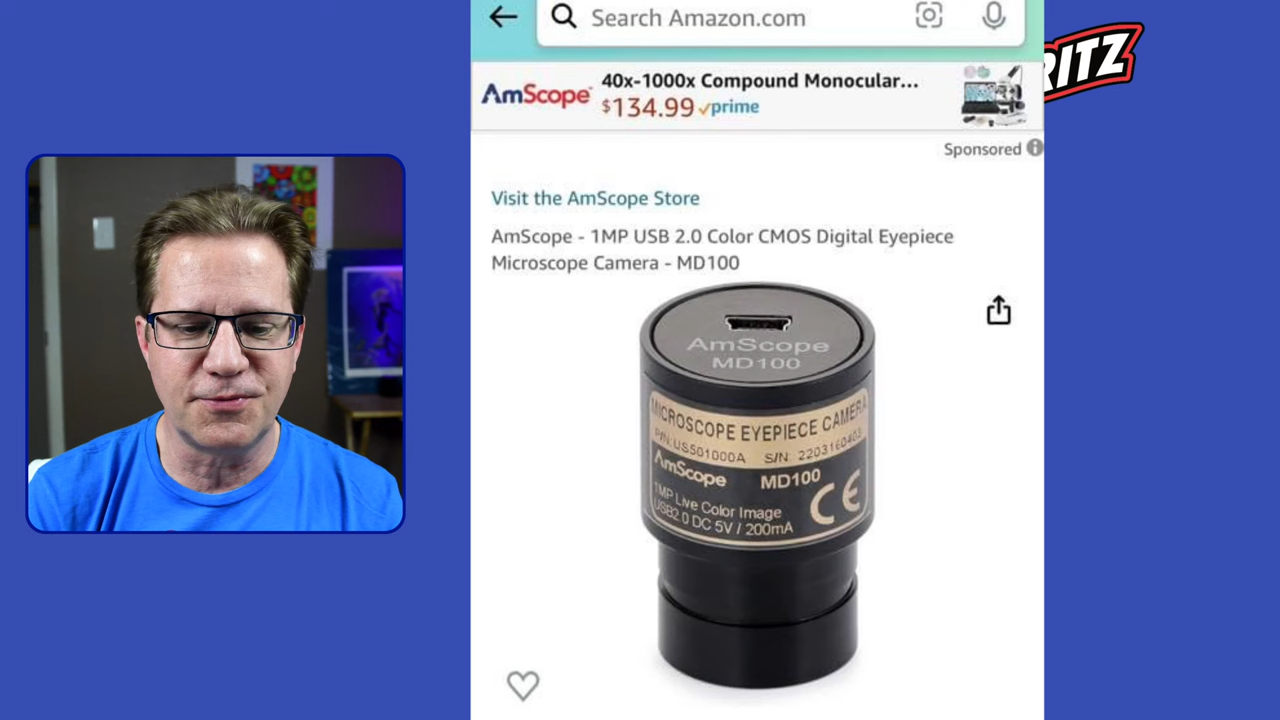 Search Amazon.com
RITZ
AmScope
40x-1000x Compound Monocular...
$134.99 prime
Sponsored
Visit the AmScope Store
AmScope - 1MP USB 2.0 Color CMOS Digital Eyepiece
Microscope Camera - MD100
AmScope
MD100
MICROSCOPE EYEPIECE CAMERA
P/N: US501000A S/N: 2203160403
AmScope MD100
1MP Live Color Image
USB2.0 DC 5V / 200mA
CE